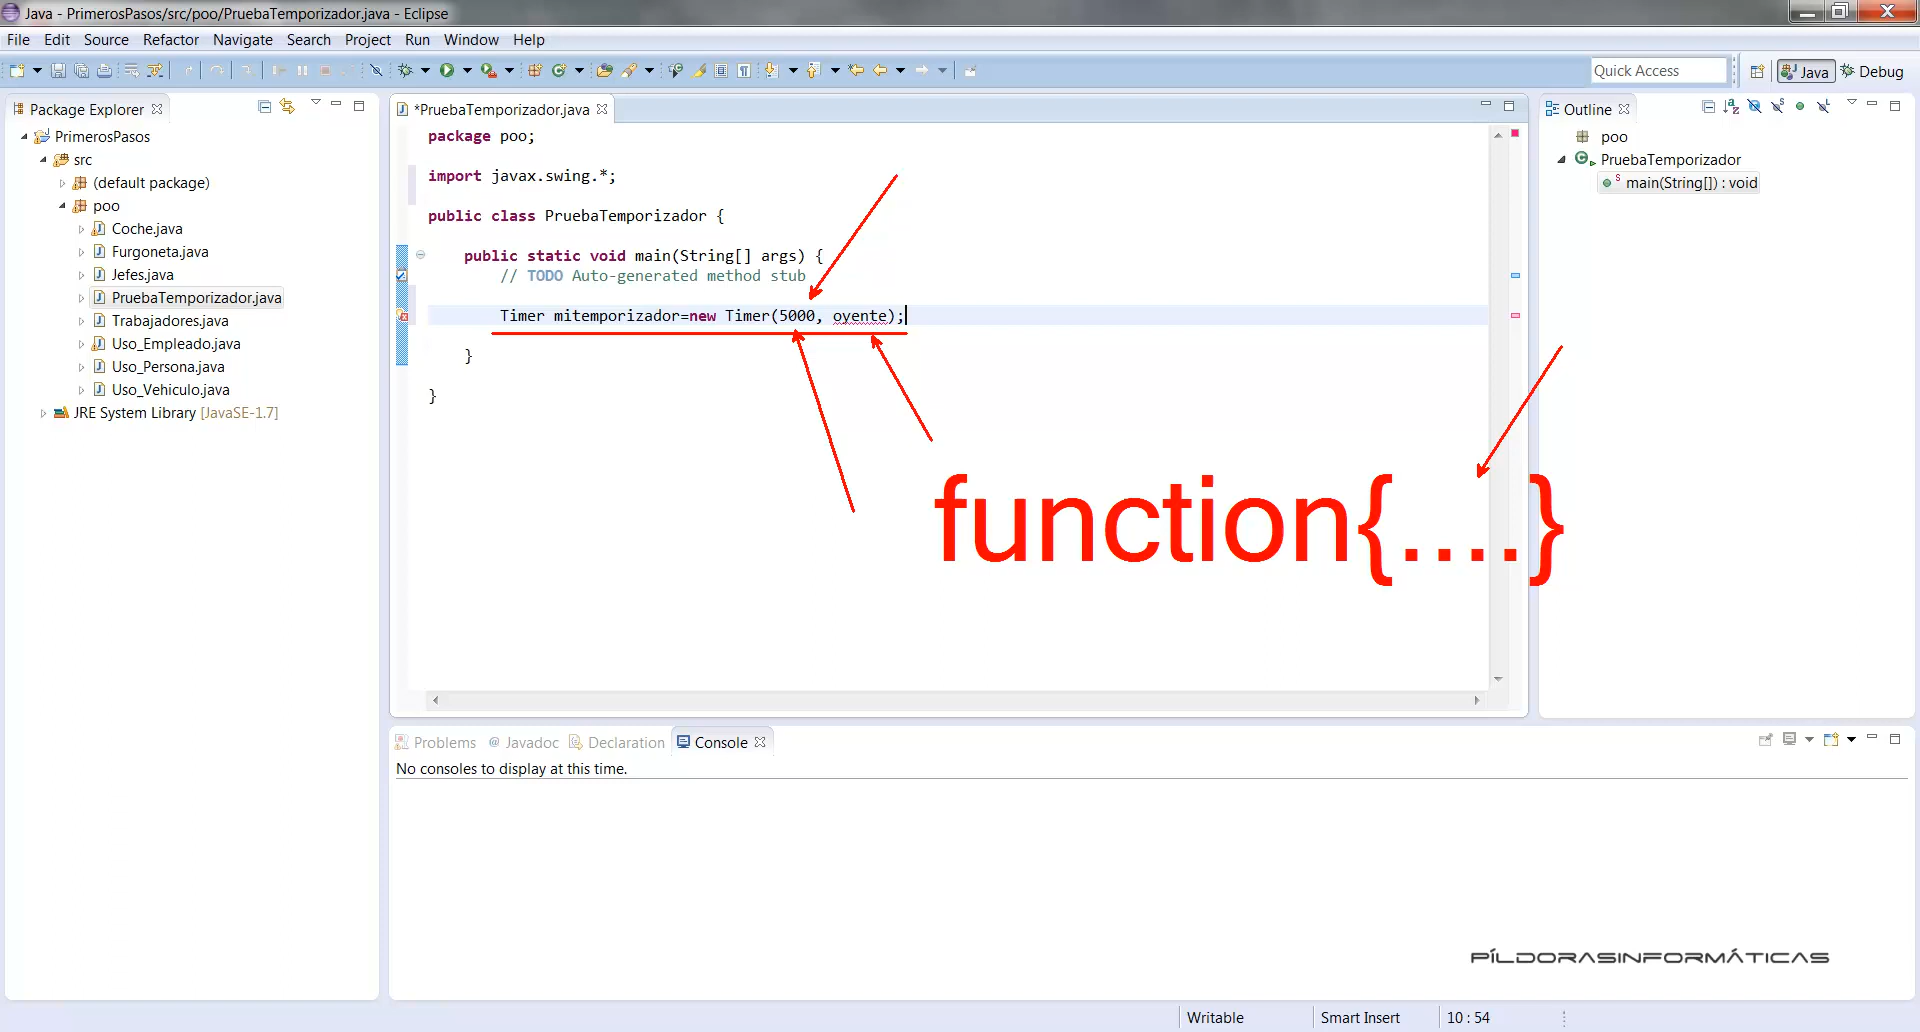 Java - PrimerosPasos/src/poo/PruebaTemporizador.java - Eclipse
File Edit Source Refactor Navigate Search Project Run Window Help
Quick Access
Java
Debug
Package Explorer
PrimerosPasos
src
(default package)
poo
Coche.java
Furgoneta.java
Jefes.java
PruebaTemporizador.java
Trabajadores.java
Uso_Empleado.java
Uso_Persona.java
Uso_Vehiculo.java
JRE System Library [JavaSE-1.7]
*PruebaTemporizador.java
package poo;
import javax.swing.*;
public class PruebaTemporizador {
public static void main(String[] args) {
// TODO Auto-generated method stub
Timer mitemporizador=new Timer(5000, oyente);
}
}
function{....}
Outline
poo
PruebaTemporizador
main(String[]) : void
Problems @ Javadoc Declaration Console
No consoles to display at this time.
PÍLDORASINFORMÁTICAS
Writable Smart Insert 10 : 54